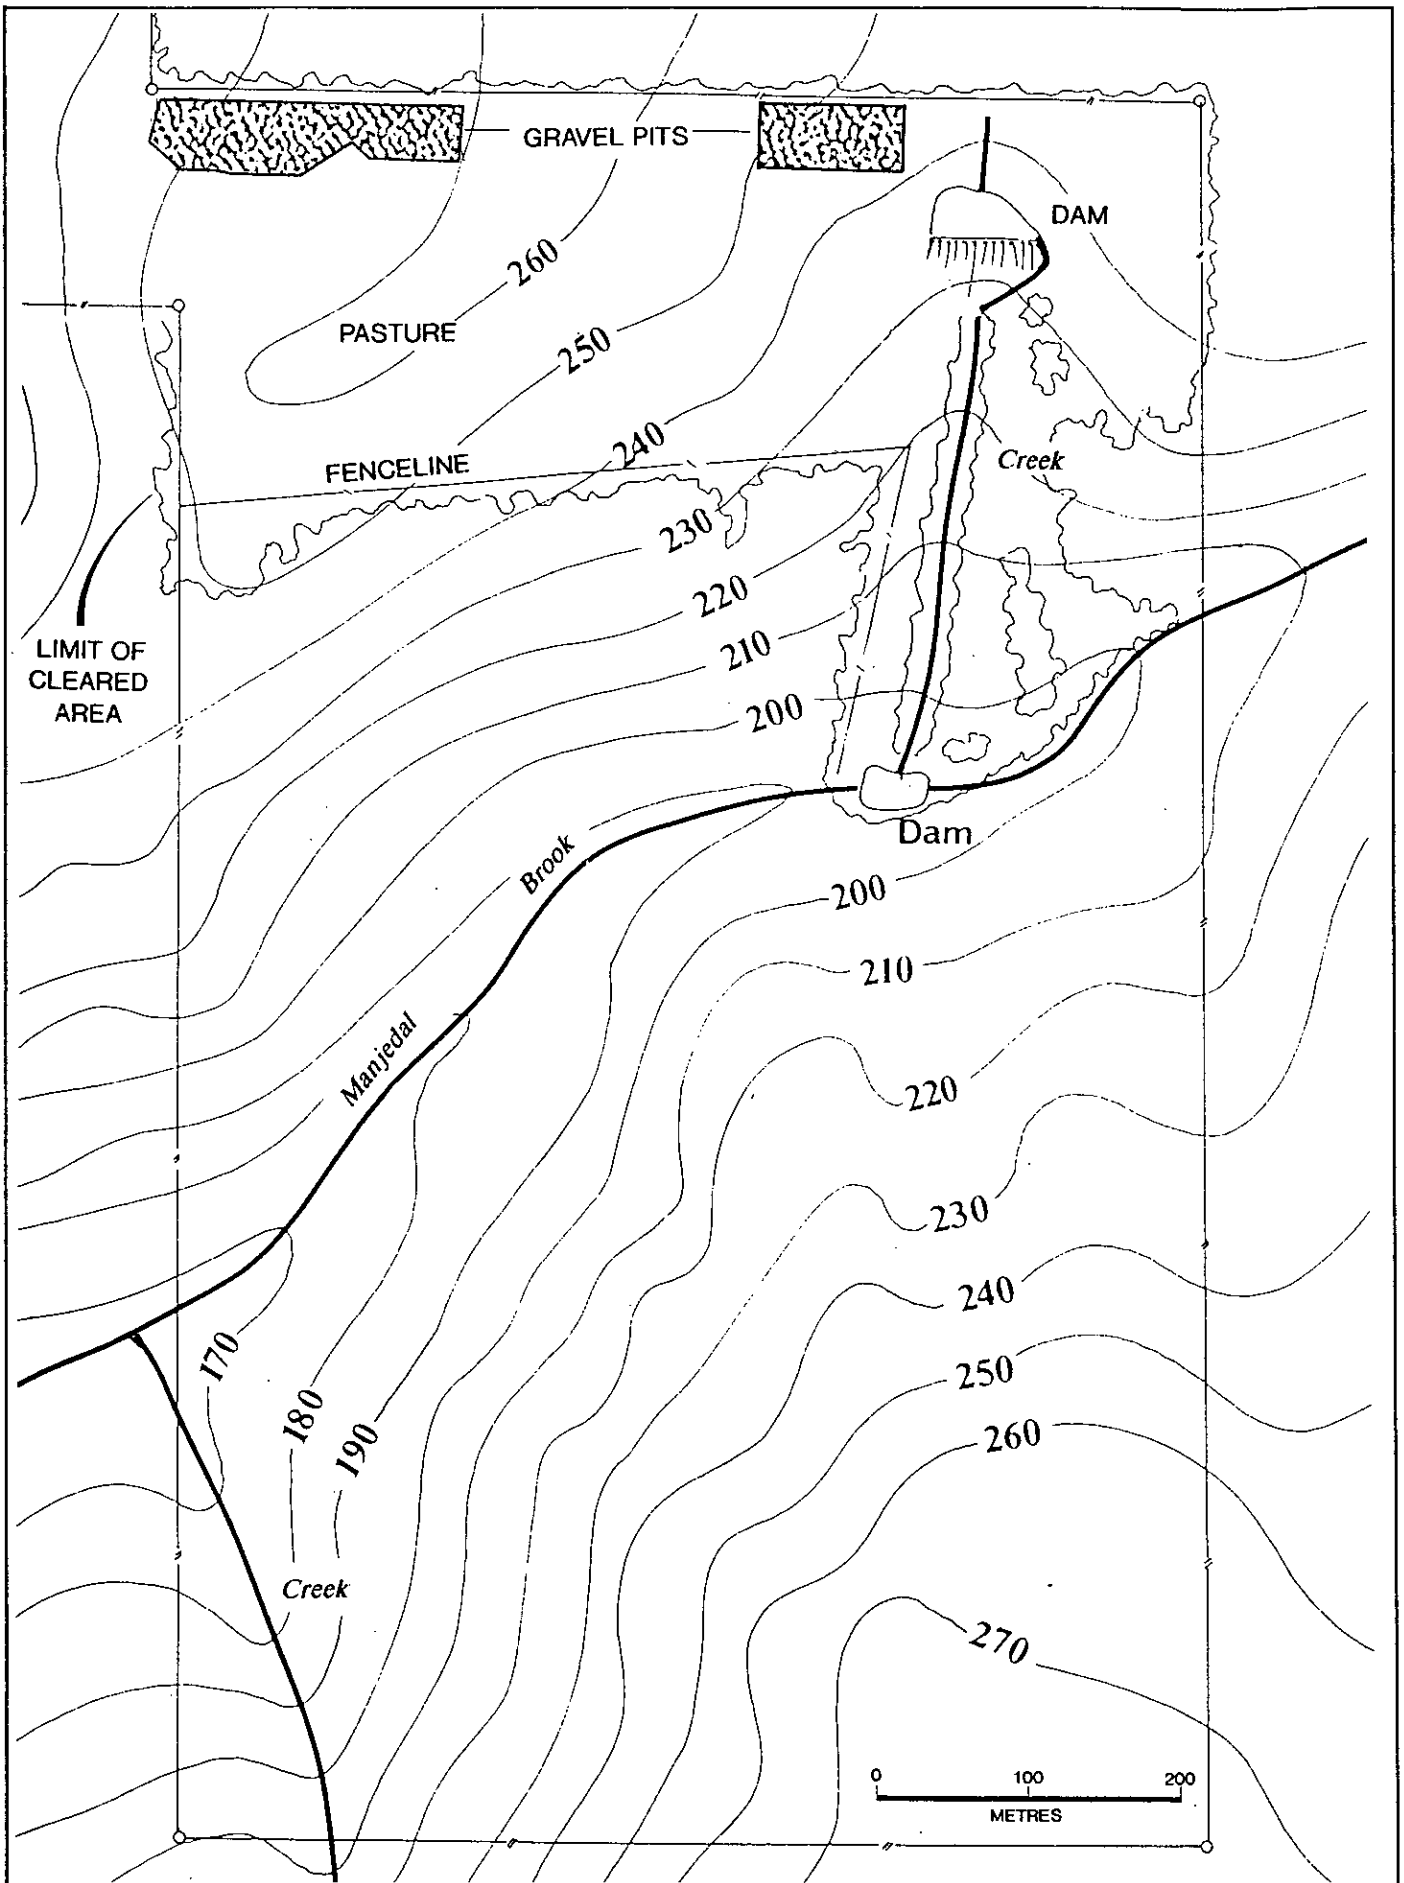 GRAVEL PITS
DAM
260
PASTURE
250
240
FENCELINE
Creek
230
220
210
LIMIT OF
CLEARED
AREA
200
Dam
Brook
200
210
Manjedal
220
230
240
170
250
180
260
190
Creek
270
0 100 200
METRES